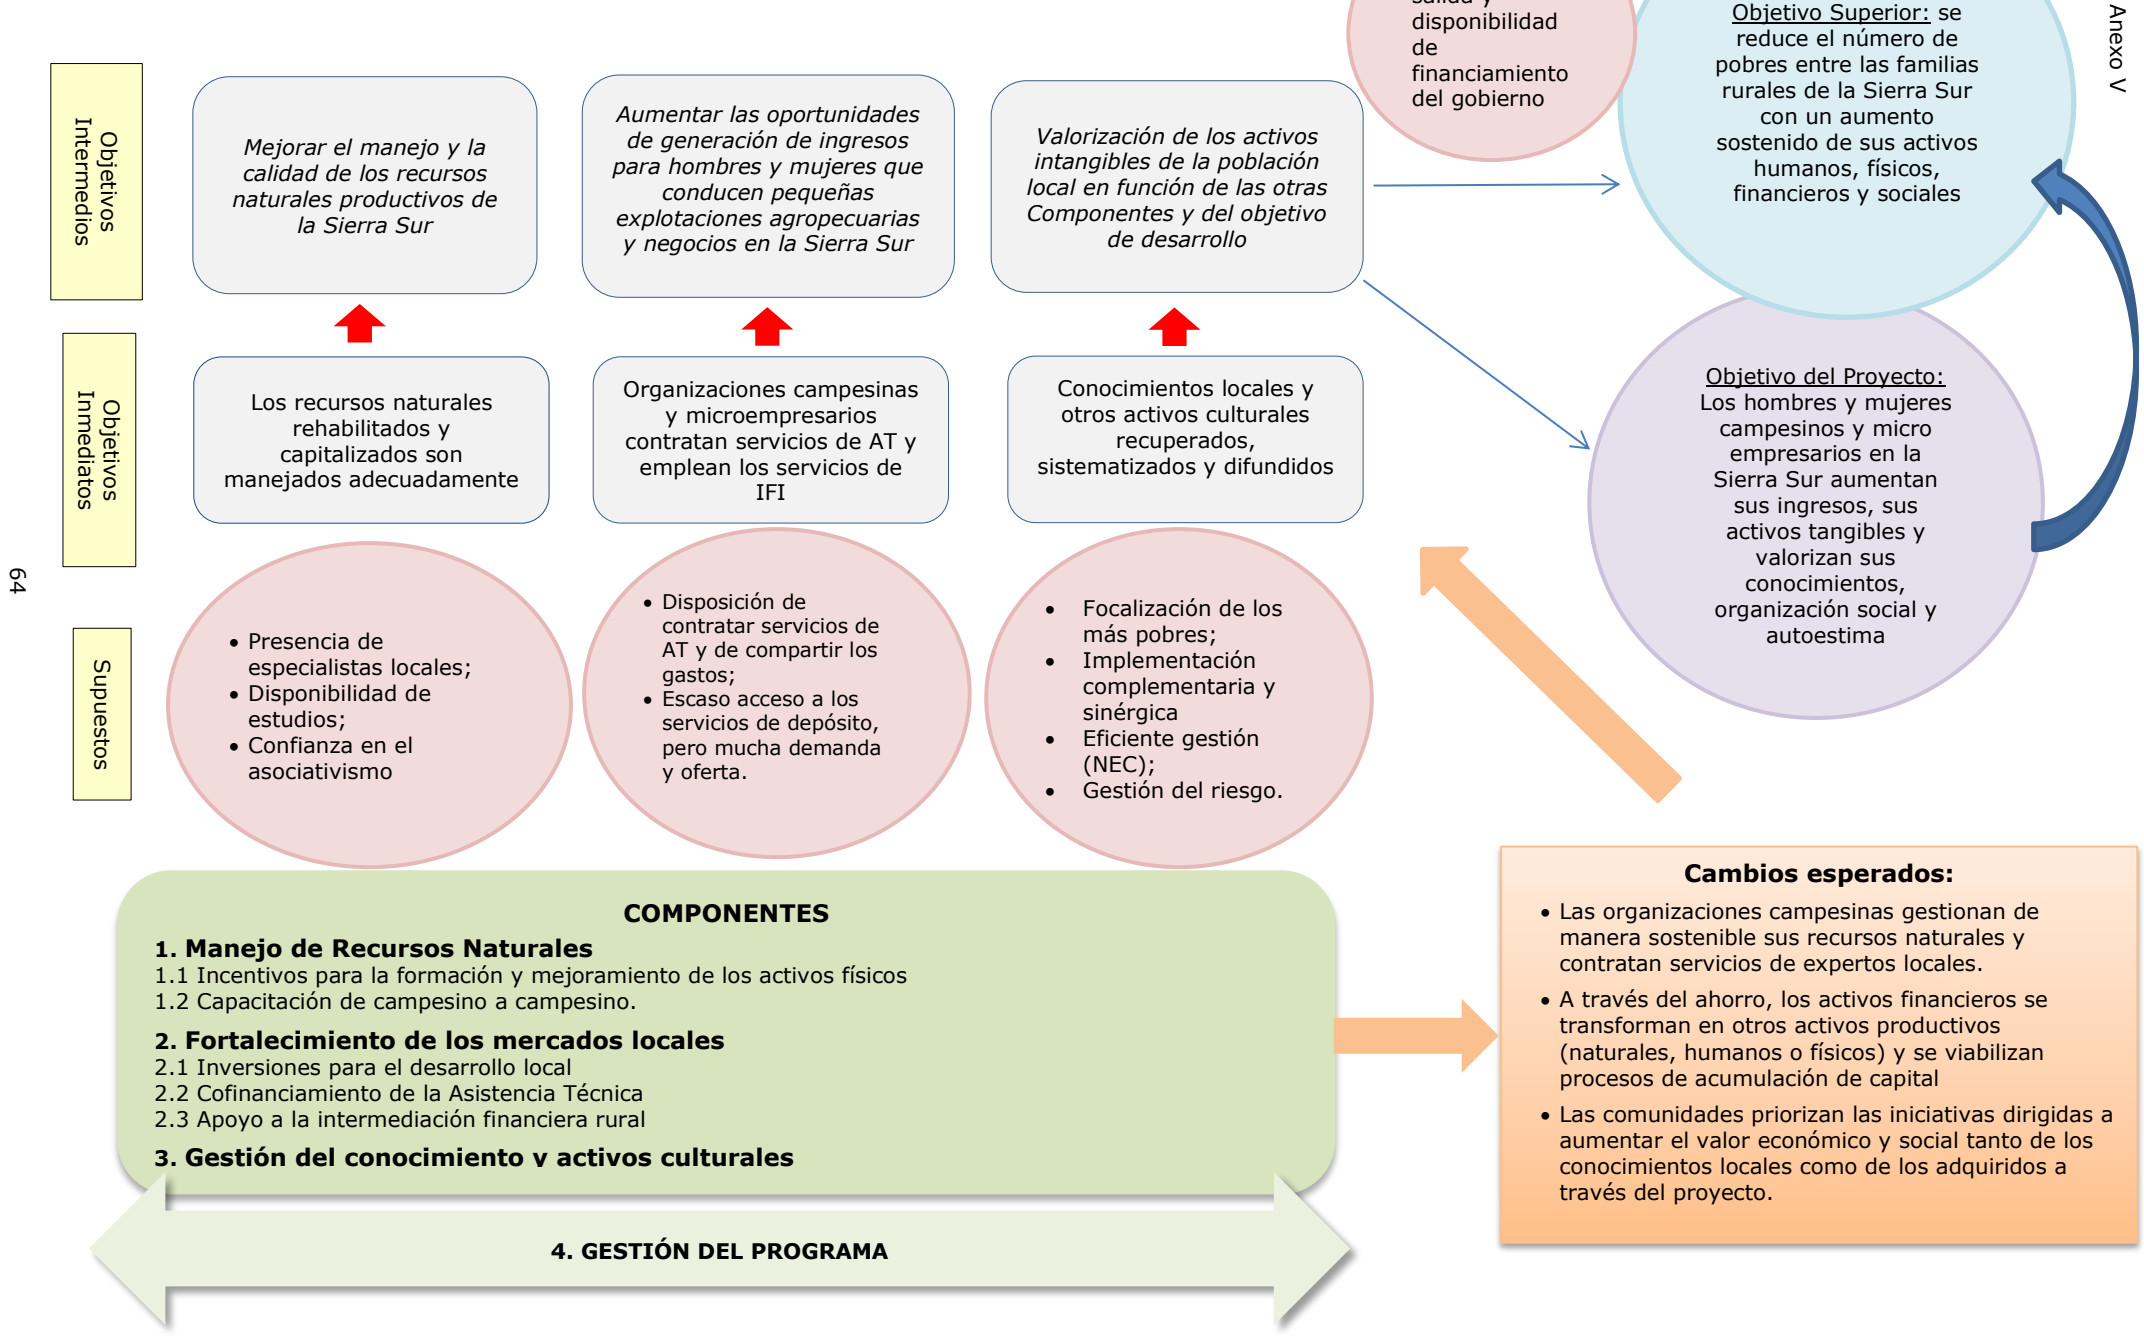 Anexo V
64
Objetivos
Intermedios
Mejorar el manejo y la
calidad de los recursos
naturales productivos de
la Sierra Sur
Aumentar las oportunidades
de generación de ingresos
para hombres y mujeres que
conducen pequeñas
explotaciones agropecuarias
y negocios en la Sierra Sur
Valorización de los activos
intangibles de la población
local en función de las otras
Componentes y del objetivo
de desarrollo
salud y
disponibilidad
de
financiamiento
del gobierno
Objetivo Superior: se
reduce el número de
pobres entre las familias
rurales de la Sierra Sur
con un aumento
sostenido de sus activos
humanos, físicos,
financieros y sociales
Objetivos
Inmediatos
Los recursos naturales
rehabilitados y
capitalizados son
manejados adecuadamente
Organizaciones campesinas
y microempresarios
contratan servicios de AT y
emplean los servicios de
IFI
Conocimientos locales y
otros activos culturales
recuperados,
sistematizados y difundidos
Objetivo del Proyecto:
Los hombres y mujeres
campesinos y micro
empresarios en la
Sierra Sur aumentan
sus ingresos, sus
activos tangibles y
valorizan sus
conocimientos,
organización social y
autoestima
Supuestos
• Presencia de
especialistas locales;
• Disponibilidad de
estudios;
• Confianza en el
asociativismo
• Disposición de
contratar servicios de
AT y de compartir los
gastos;
• Escaso acceso a los
servicios de depósito,
pero mucha demanda
y oferta.
• Focalización de los
más pobres;
• Implementación
complementaria y
sinérgica
• Eficiente gestión
(NEC);
• Gestión del riesgo.
COMPONENTES
1. Manejo de Recursos Naturales
1.1 Incentivos para la formación y mejoramiento de los activos físicos
1.2 Capacitación de campesino a campesino.
2. Fortalecimiento de los mercados locales
2.1 Inversiones para el desarrollo local
2.2 Cofinanciamiento de la Asistencia Técnica
2.3 Apoyo a la intermediación financiera rural
3. Gestión del conocimiento y activos culturales
4. GESTIÓN DEL PROGRAMA
Cambios esperados:
• Las organizaciones campesinas gestionan de
manera sostenible sus recursos naturales y
contratan servicios de expertos locales.
• A través del ahorro, los activos financieros se
transforman en otros activos productivos
(naturales, humanos o físicos) y se viabilizan
procesos de acumulación de capital
• Las comunidades priorizan las iniciativas dirigidas a
aumentar el valor económico y social tanto de los
conocimientos locales como de los adquiridos a
través del proyecto.